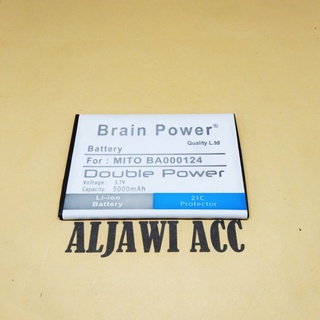 Brain Power®
Quality L.td
Battery
For : MITO BA000124
Double Power
Voltage : 3.7V
Capacity : 5000mAh
Li-ion
Battery
21C
Protector
ALJAWI ACC